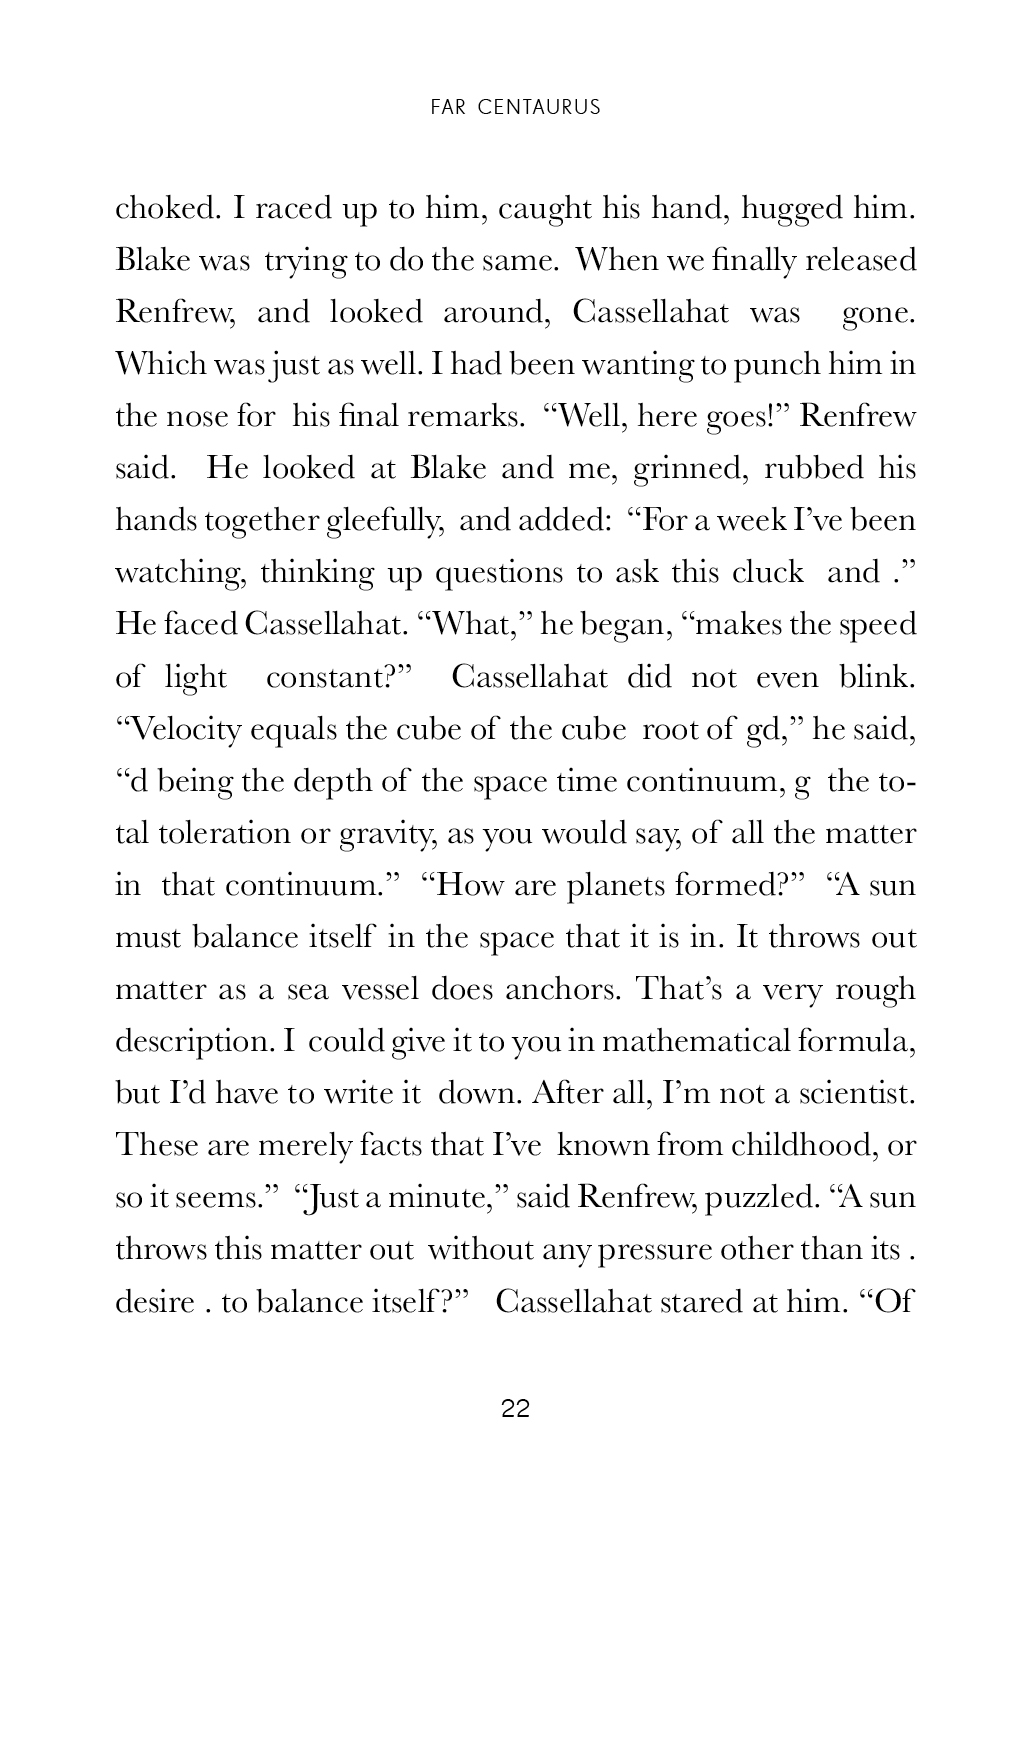 FAR CENTAURUS
choked. I raced up to him, caught his hand, hugged him.
Blake was trying to do the same. When we finally released
Renfrew, and looked around, Cassellahat was gone.
Which was just as well. I had been wanting to punch him in
the nose for his final remarks. “Well, here goes!” Renfrew
said. He looked at Blake and me, grinned, rubbed his
hands together gleefully, and added: “For a week I’ve been
watching, thinking up questions to ask this cluck and .”
He faced Cassellahat. “What,” he began, “makes the speed
of light constant?” Cassellahat did not even blink.
“Velocity equals the cube of the cube root of gd,” he said,
“d being the depth of the space time continuum, g the to-
tal toleration or gravity, as you would say, of all the matter
in that continuum.” “How are planets formed?” “A sun
must balance itself in the space that it is in. It throws out
matter as a sea vessel does anchors. That’s a very rough
description. I could give it to you in mathematical formula,
but I’d have to write it down. After all, I’m not a scientist.
These are merely facts that I’ve known from childhood, or
so it seems.” “Just a minute,” said Renfrew, puzzled. “A sun
throws this matter out without any pressure other than its .
desire . to balance itself?” Cassellahat stared at him. “Of
22